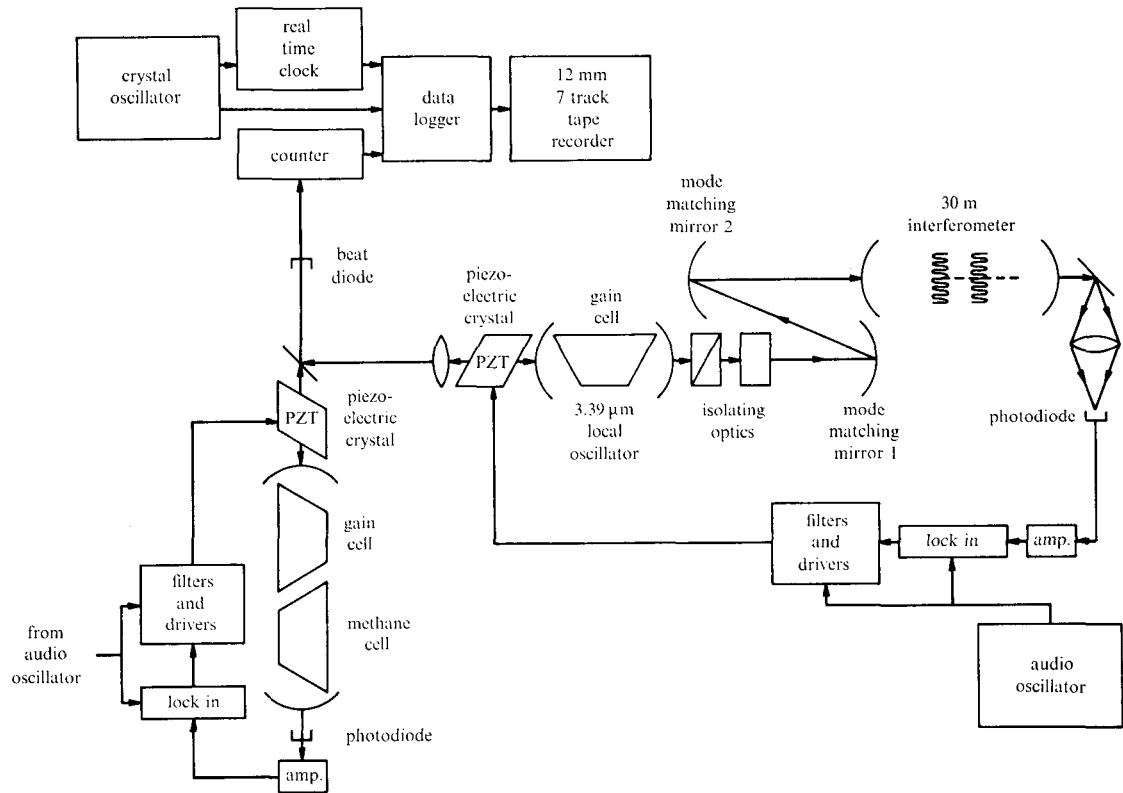 real
time
clock
crystal
oscillator
data
logger
12 mm
7 track
tape
recorder
counter
beat
diode
mode
matching
mirror 2
30 m
interferometer
piezo-
electric
crystal
gain
cell
PZT
3.39 µm
local
oscillator
isolating
optics
mode
matching
mirror 1
photodiode
PZT
piezo-
electric
crystal
gain
cell
filters
and
drivers
lock in
amp.
methane
cell
filters
and
drivers
from
audio
oscillator
lock in
audio
oscillator
photodiode
amp.